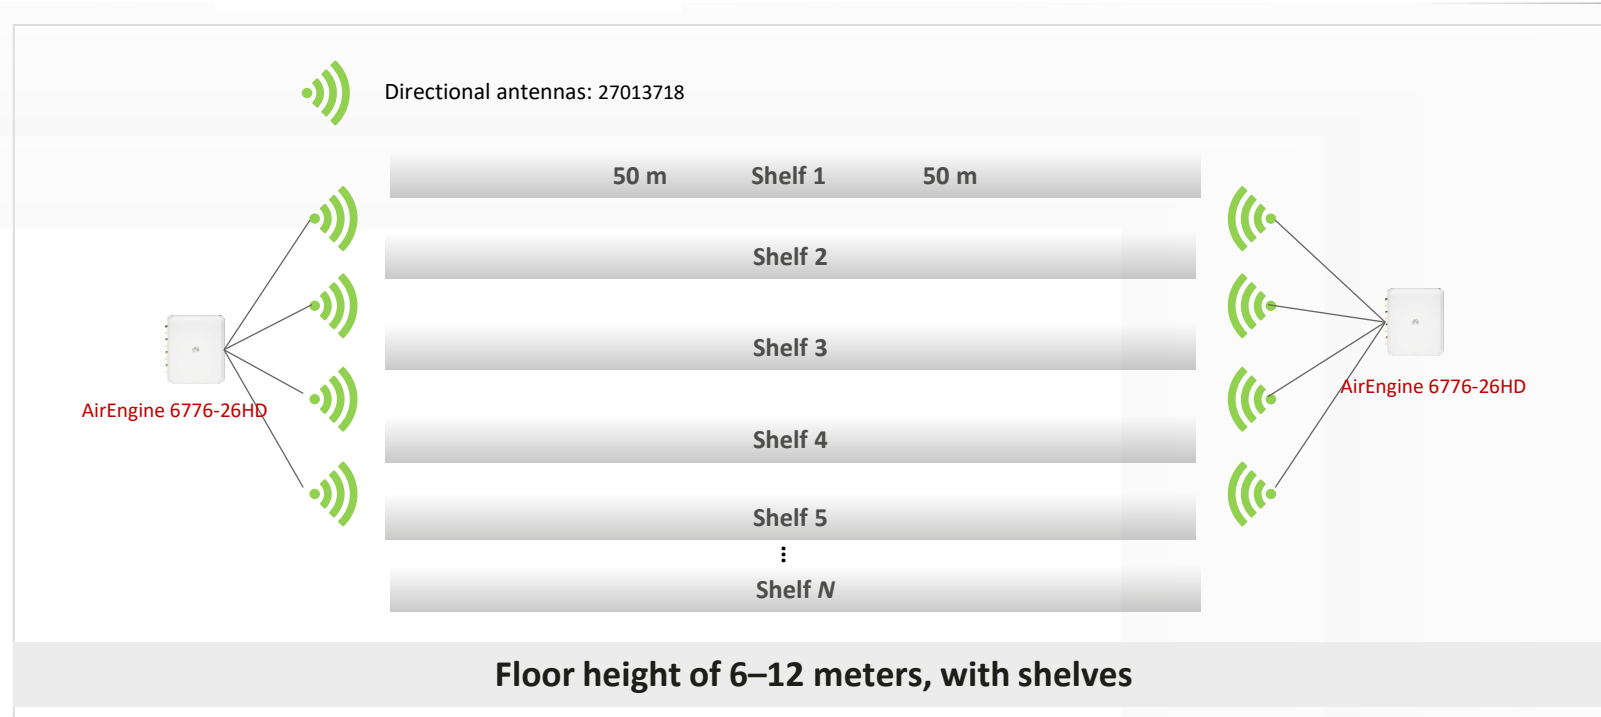 Directional antennas: 27013718
50 m Shelf 1 50 m
Shelf 2
Shelf 3
AirEngine 6776-26HD
AirEngine 6776-26HD
Shelf 4
Shelf 5
⋮
Shelf N
Floor height of 6–12 meters, with shelves